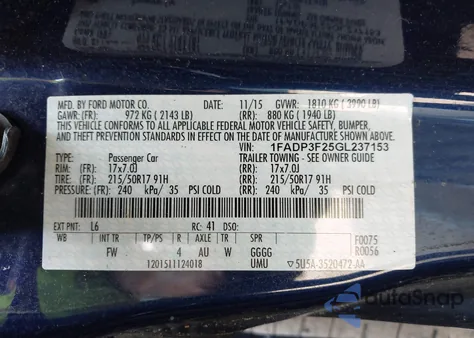 MFD. BY FORD MOTOR CO.
DATE: 11/15 GVWR: 1810 KG (3990 LB)
GAWR: (FR): 972 KG ( 2143 LB) (RR): 880 KG ( 1940 LB)
THIS VEHICLE CONFORMS TO ALL APPLICABLE FEDERAL MOTOR VEHICLE SAFETY, BUMPER,
AND THEFT PREVENTION STANDARDS IN EFFECT ON THE DATE OF MANUFACTURE SHOWN ABOVE.
VIN: 1FADP3F25GL237153
TYPE: Passenger Car TRAILER TOWING - SEE OWNER GUIDE
RIM: (FR) 17x7.0J (RR): 17x7.0J
TIRE: (FR): 215/50R17 91H (RR): 215/50R17 91H
PRESSURE: (FR): 240 kPa/ 35 PSI COLD (RR): 240 kPa/ 35 PSI COLD
EXT PNT: L6 RC: 41 DSO:
WB INT TR TP/PS R AXLE TR SPR
FW 4 AU W GGGG
F0075
R0056
1201511124018 UMU ▽5U5A-3520472-AA
AutoSnap